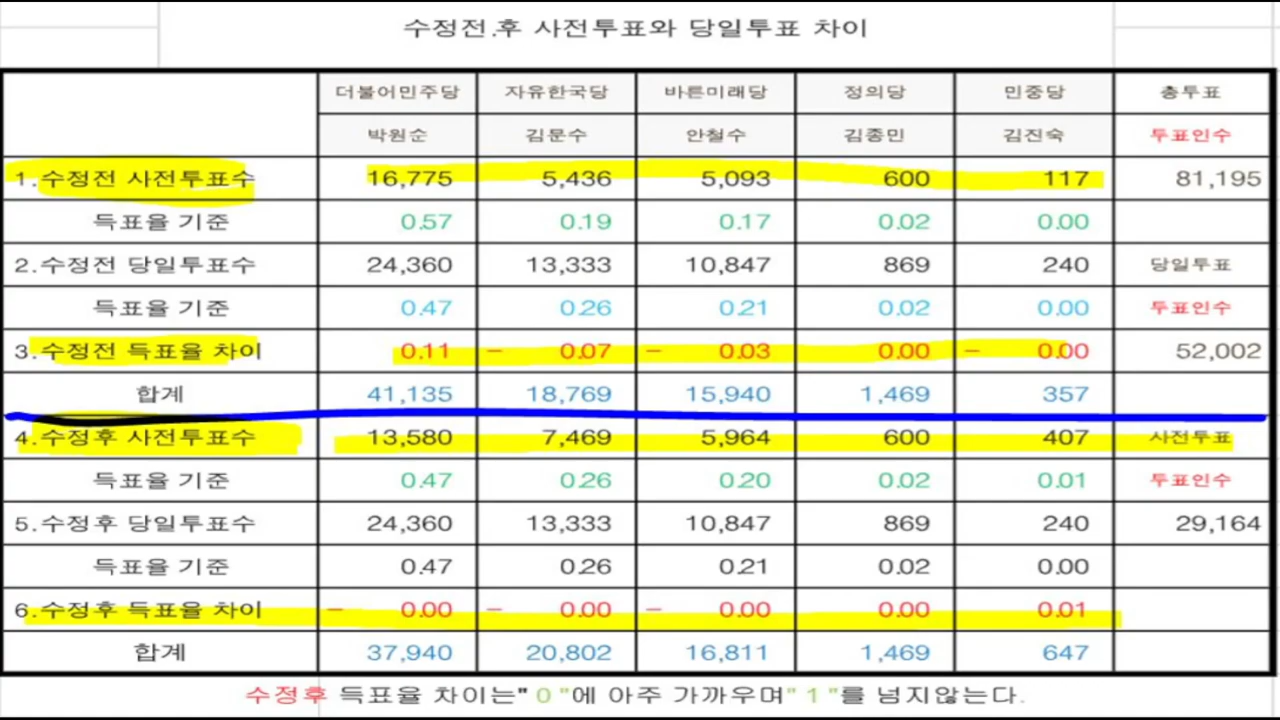 수정전.후 사전투표와 당일투표 차이
더불어민주당 자유한국당 바른미래당 정의당 민중당 총투표
박원순 김문수 안철수 김종민 김진숙 투표인수
1.수정전 사전투표수 16,775 5,436 5,093 600 117 81,195
득표율 기준 0.57 0.19 0.17 0.02 0.00
2.수정전 당일투표수 24,360 13,333 10,847 869 240 당일투표
득표율 기준 0.47 0.26 0.21 0.02 0.00 투표인수
3.수정전 득표율 차이 0.11 - 0.07 - 0.03 0.00 - 0.00 52,002
합계 41,135 18,769 15,940 1,469 357
4.수정후 사전투표수 13,580 7,469 5,964 600 407 사전투표
득표율 기준 0.47 0.26 0.20 0.02 0.01 투표인수
5.수정후 당일투표수 24,360 13,333 10,847 869 240 29,164
득표율 기준 0.47 0.26 0.21 0.02 0.00
6.수정후 득표율 차이 - 0.00 - 0.00 - 0.00 0.00 0.01
합계 37,940 20,802 16,811 1,469 647
수정후 득표율 차이는" 0 "에 아주 가까우며" 1 "를 넘지않는다.